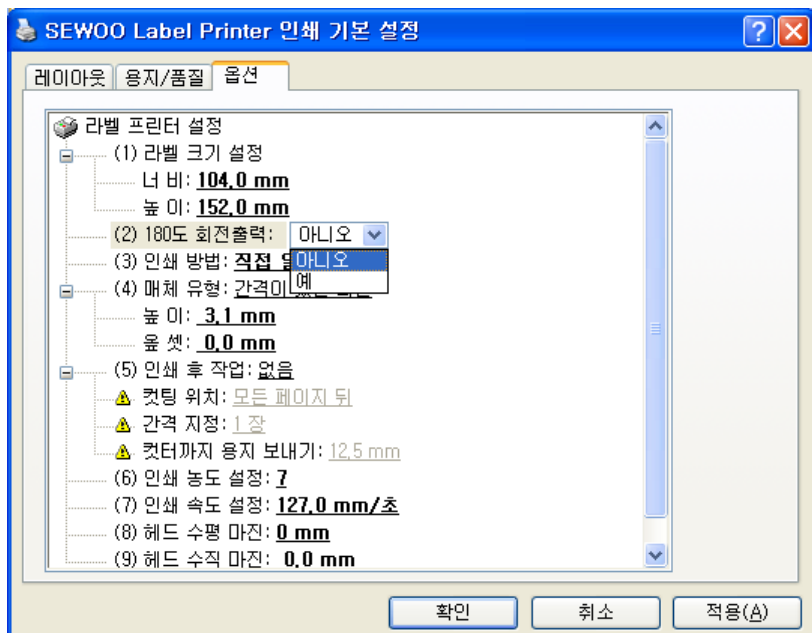 SEWOO Label Printer 인쇄 기본 설정
레이아웃 용지/품질 옵션
라벨 프린터 설정
(1) 라벨 크기 설정
너 비: 104.0 mm
높 이: 152.0 mm
(2) 180도 회전출력: 아니오
아니오
예
(3) 인쇄 방법: 직접
(4) 매체 유형: 간격이
높 이: 3.1 mm
옾 셋: 0.0 mm
(5) 인쇄 후 작업: 없음
컷팅 위치: 모든 페이지 뒤
간격 지정: 1 장
컷터까지 용지 보내기: 12.5 mm
(6) 인쇄 농도 설정: 7
(7) 인쇄 속도 설정: 127.0 mm/초
(8) 헤드 수평 마진: 0 mm
(9) 헤드 수직 마진: 0.0 mm
확인 취소 적용(A)